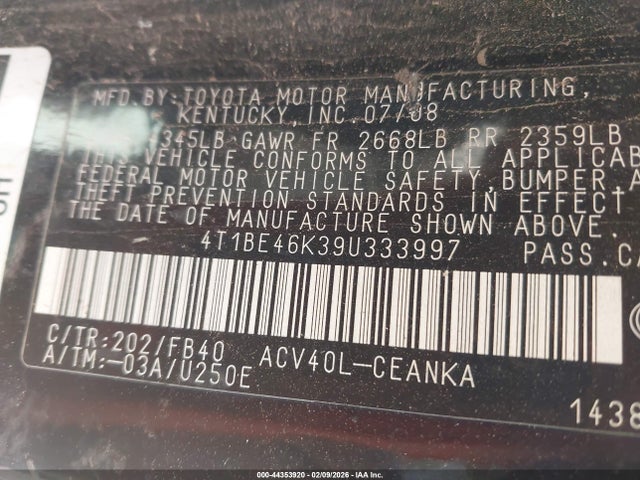 MFD.BY:TOYOTA MOTOR MANUFACTURING,
KENTUCKY,INC. 07/08
345LB GAWR FR 2668LB RR 2359LB
THIS VEHICLE CONFORMS TO ALL APPLICAB
FEDERAL MOTOR VEHICLE SAFETY,BUMPER A
THEFT PREVENTION STANDARDS IN EFFECT
THE DATE OF MANUFACTURE SHOWN ABOVE.
4T1BE46K39U333997 PASS.CA
C/TR:202/FB40 ACV40L-CEANKA
A/TM:-03A/U250E
1438
000-44353920 - 02/09/2026 - IAA Inc.